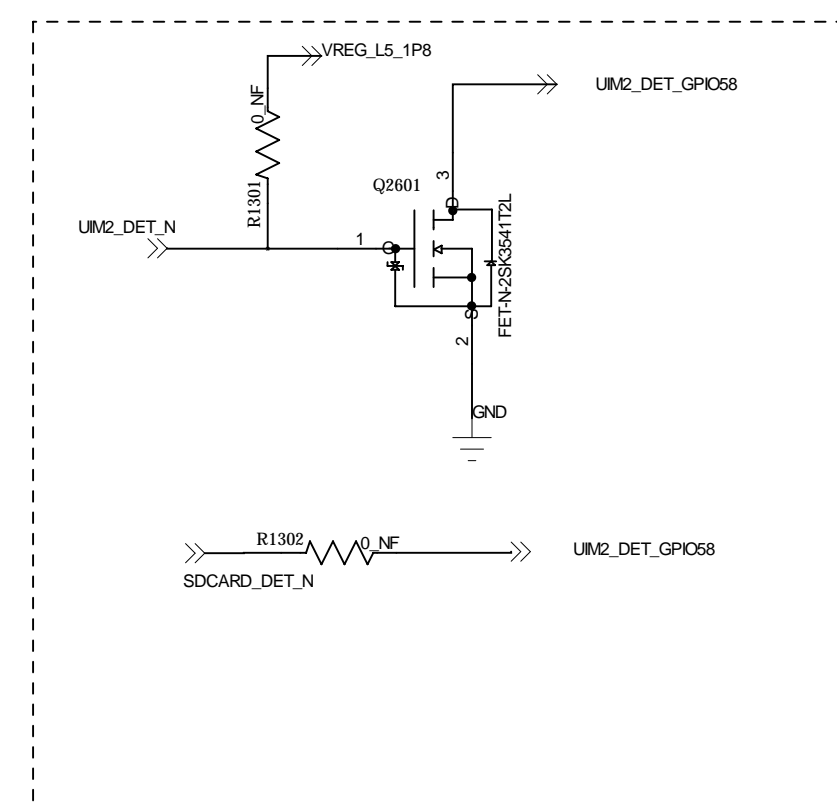 VREG_L5_1P8
UIM2_DET_GPIO58
0_NF
R1301
Q2601
3
D
UIM2_DET_N
1
G
FET-N-2SK3541T2L
S
2
GND
R1302
0_NF
UIM2_DET_GPIO58
SDCARD_DET_N